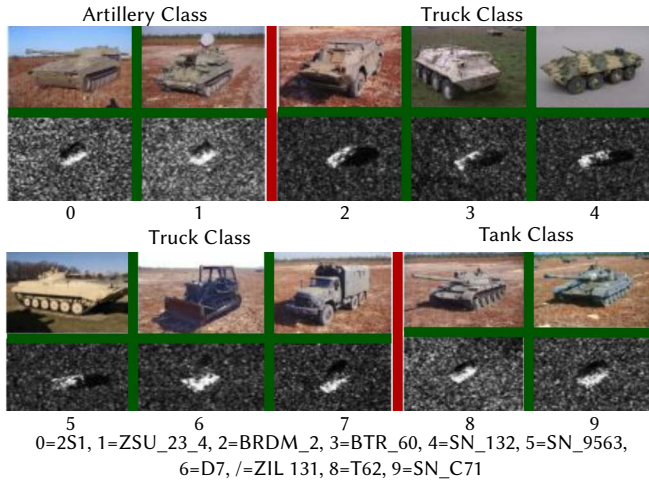 Artillery Class
Truck Class
0
1
2
3
4
Truck Class
Tank Class
5
6
7
8
9
0=2S1, 1=ZSU_23_4, 2=BRDM_2, 3=BTR_60, 4=SN_132, 5=SN_9563,
6=D7, /=ZIL 131, 8=T62, 9=SN_C71